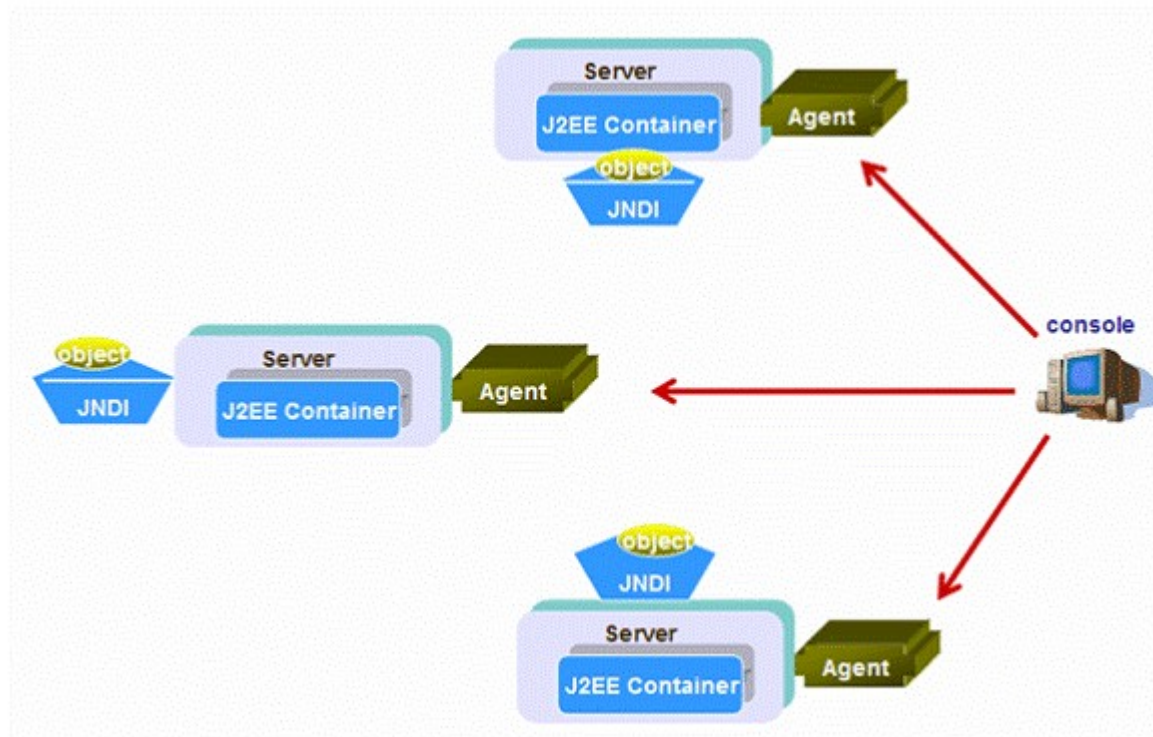 Server
J2EE Container
Agent
object
JNDI
console
object
JNDI
Server
J2EE Container
Agent
object
JNDI
Server
J2EE Container
Agent